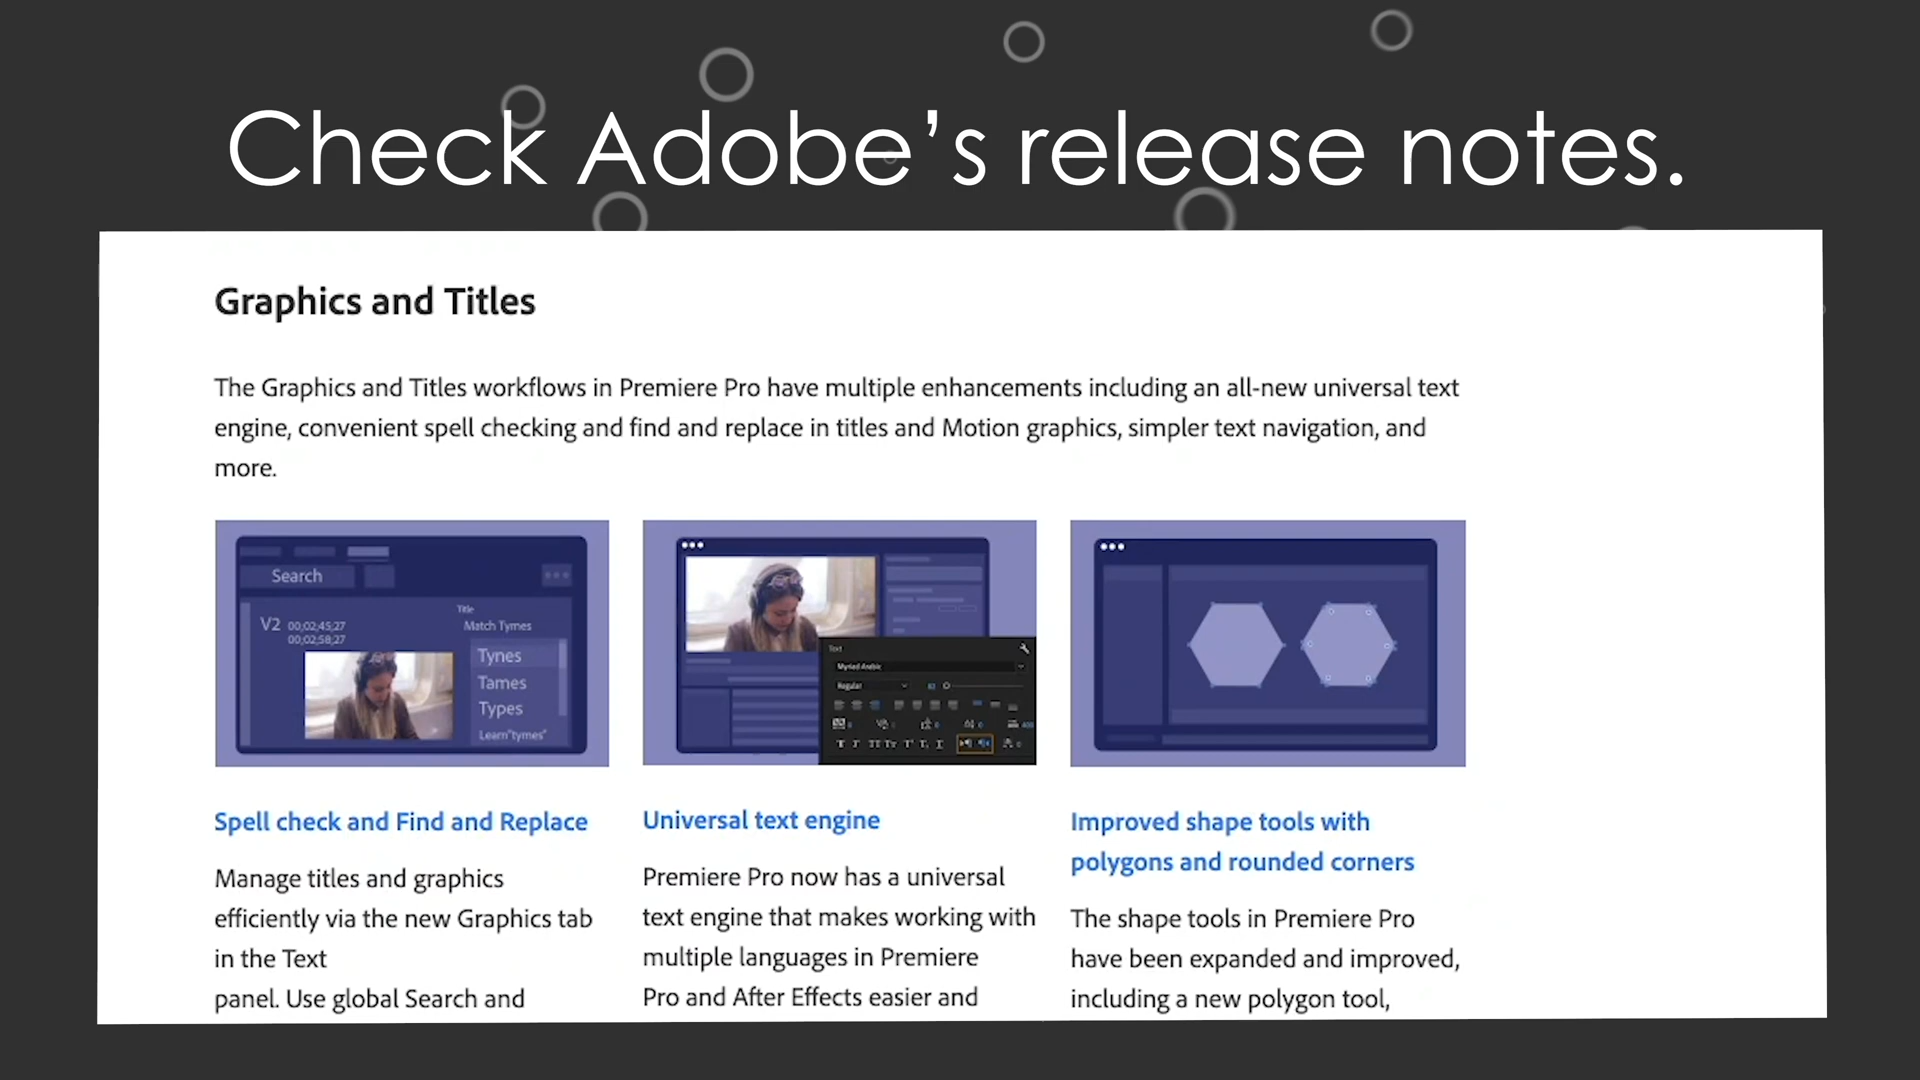 Check Adobe’s release notes.
Graphics and Titles
The Graphics and Titles workflows in Premiere Pro have multiple enhancements including an all-new universal text
engine, convenient spell checking and find and replace in titles and Motion graphics, simpler text navigation, and
more.
Search
V2 00;02;45;27
00;02;58;27
Title
Match Tymes
Tynes
Tames
Types
Learn"tymes"
Text
Myriad Arabic
Regular
Spell check and Find and Replace
Manage titles and graphics
efficiently via the new Graphics tab
in the Text
panel. Use global Search and
Universal text engine
Premiere Pro now has a universal
text engine that makes working with
multiple languages in Premiere
Pro and After Effects easier and
Improved shape tools with
polygons and rounded corners
The shape tools in Premiere Pro
have been expanded and improved,
including a new polygon tool,